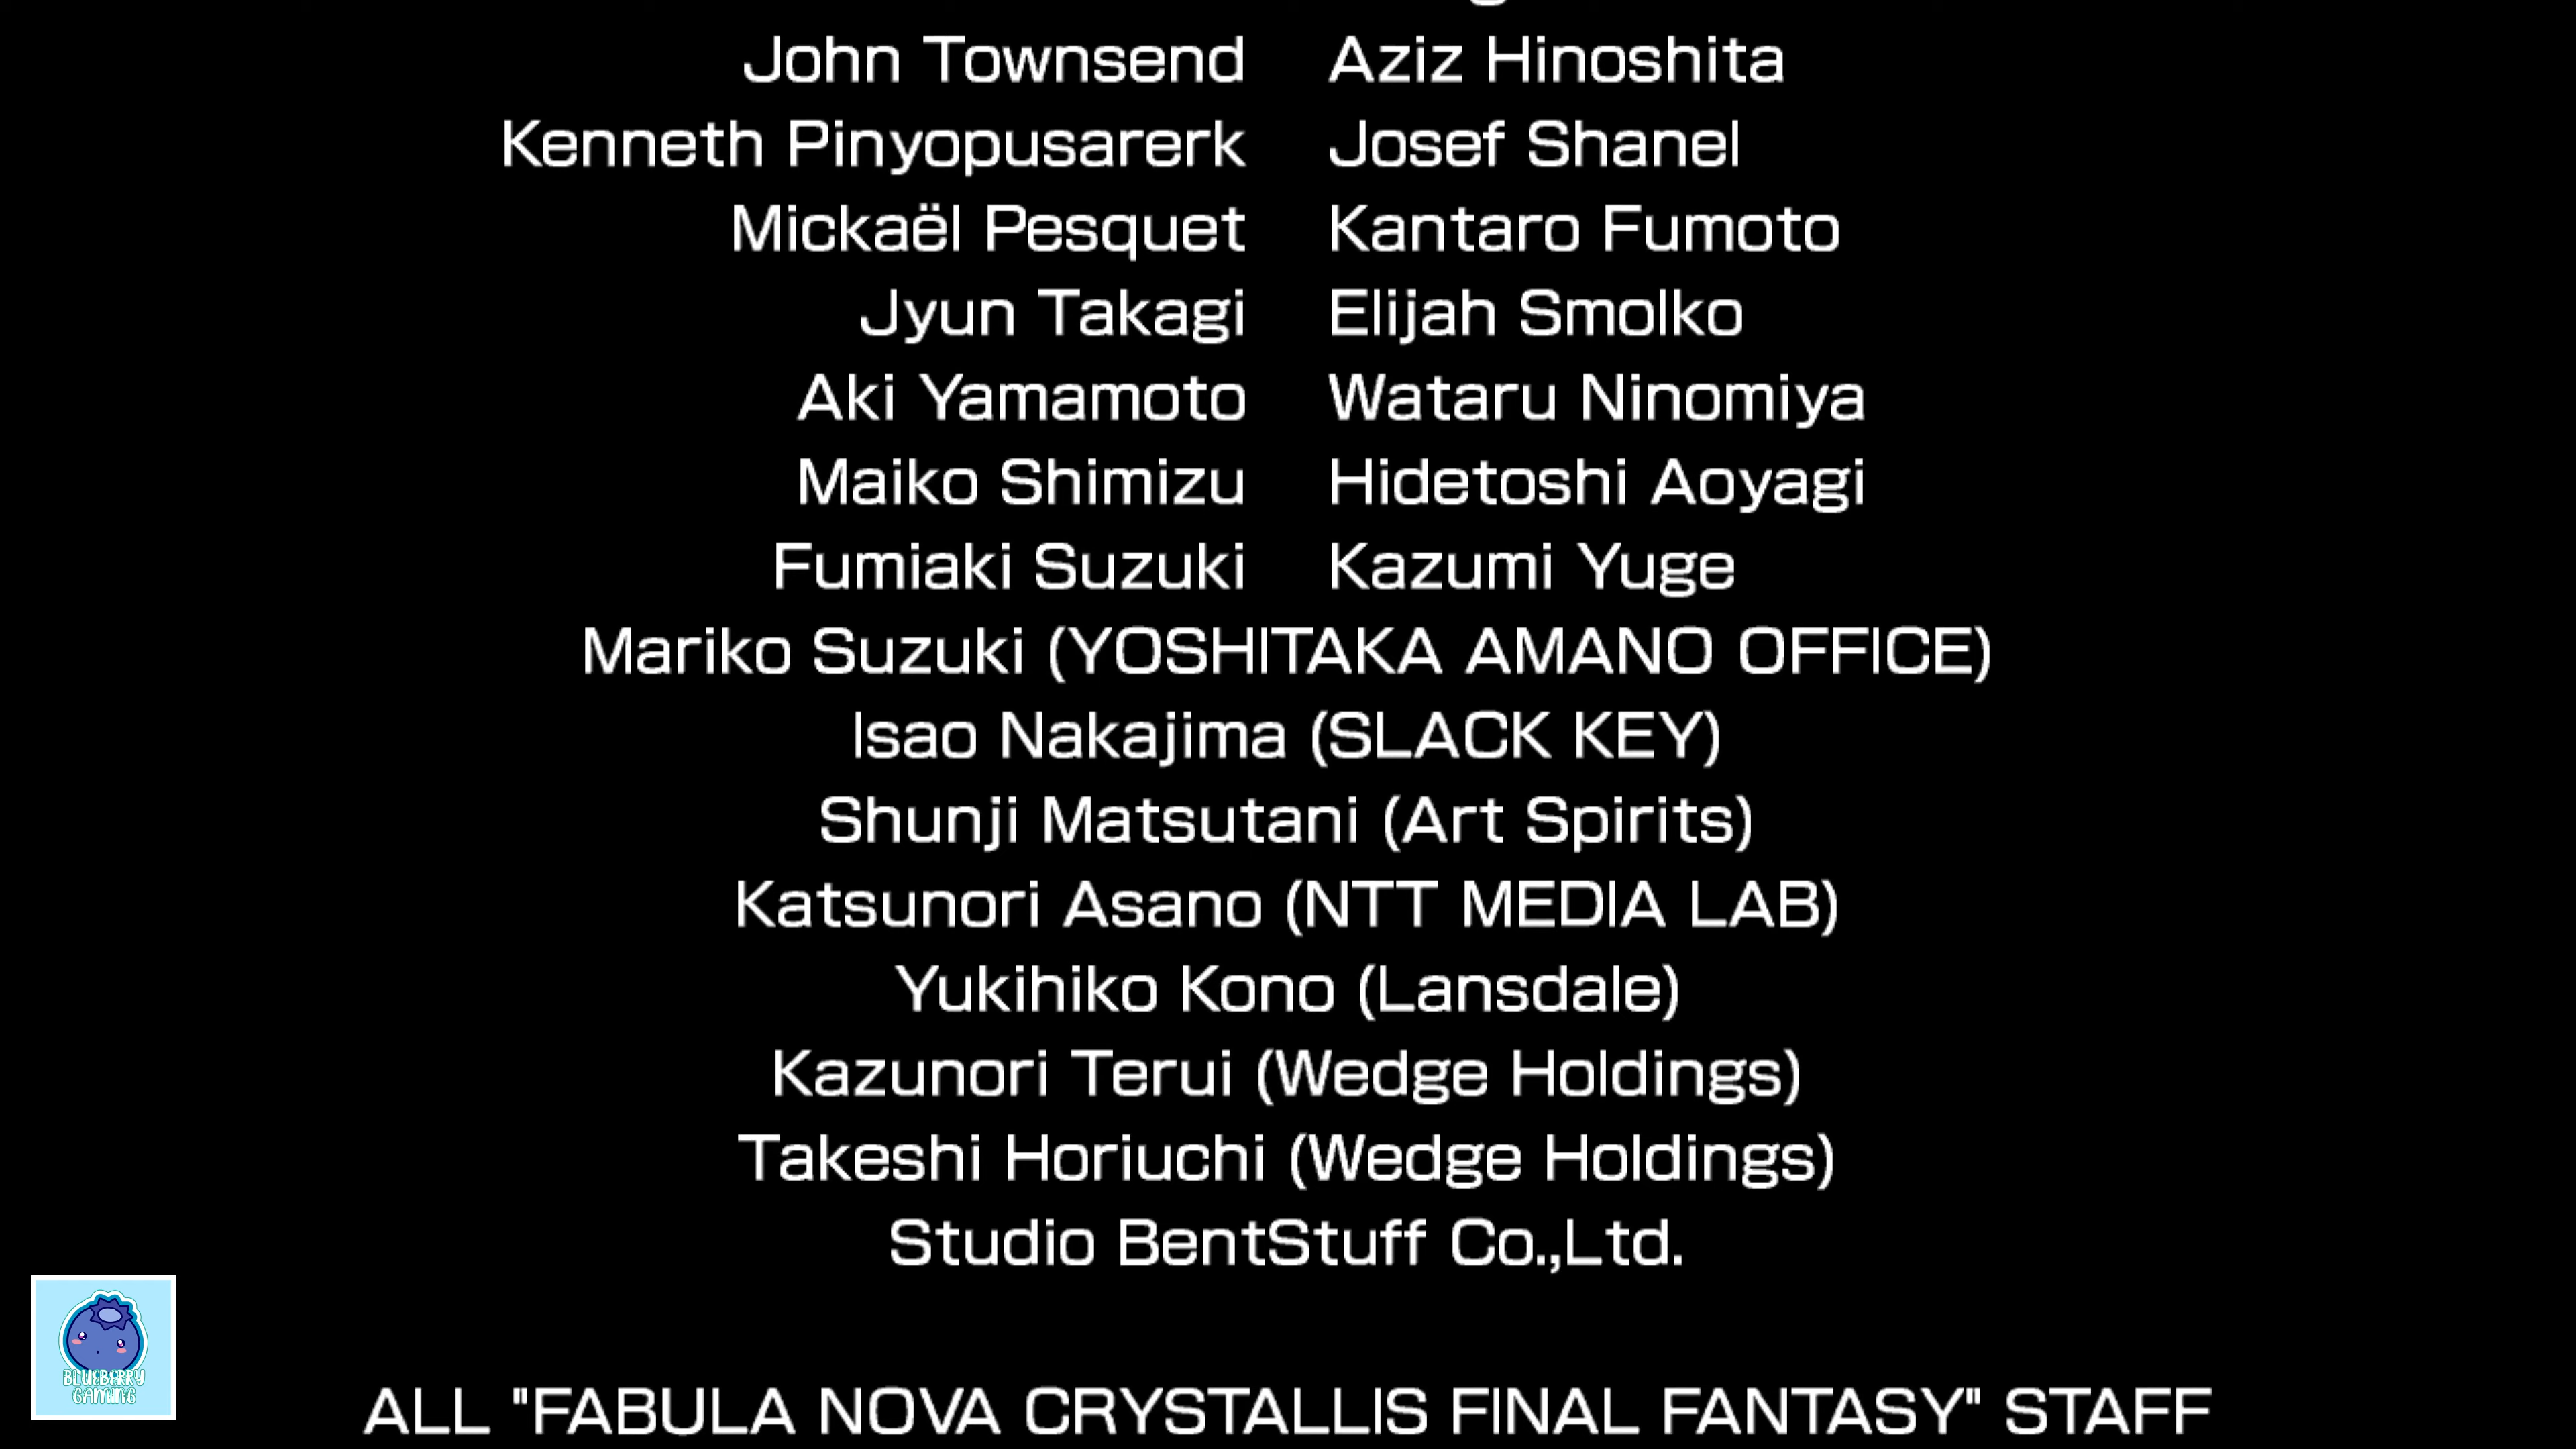 John Townsend Aziz Hinoshita
Kenneth Pinyopusarerk Josef Shanel
Mickaël Pesquet Kantaro Fumoto
Jyun Takagi Elijah Smolko
Aki Yamamoto Wataru Ninomiya
Maiko Shimizu Hidetoshi Aoyagi
Fumiaki Suzuki Kazumi Yuge
Mariko Suzuki (YOSHITAKA AMANO OFFICE)
Isao Nakajima (SLACK KEY)
Shunji Matsutani (Art Spirits)
Katsunori Asano (NTT MEDIA LAB)
Yukihiko Kono (Lansdale)
Kazunori Terui (Wedge Holdings)
Takeshi Horiuchi (Wedge Holdings)
Studio BentStuff Co.,Ltd.
BLUEBERRY
GAMING
ALL "FABULA NOVA CRYSTALLIS FINAL FANTASY" STAFF